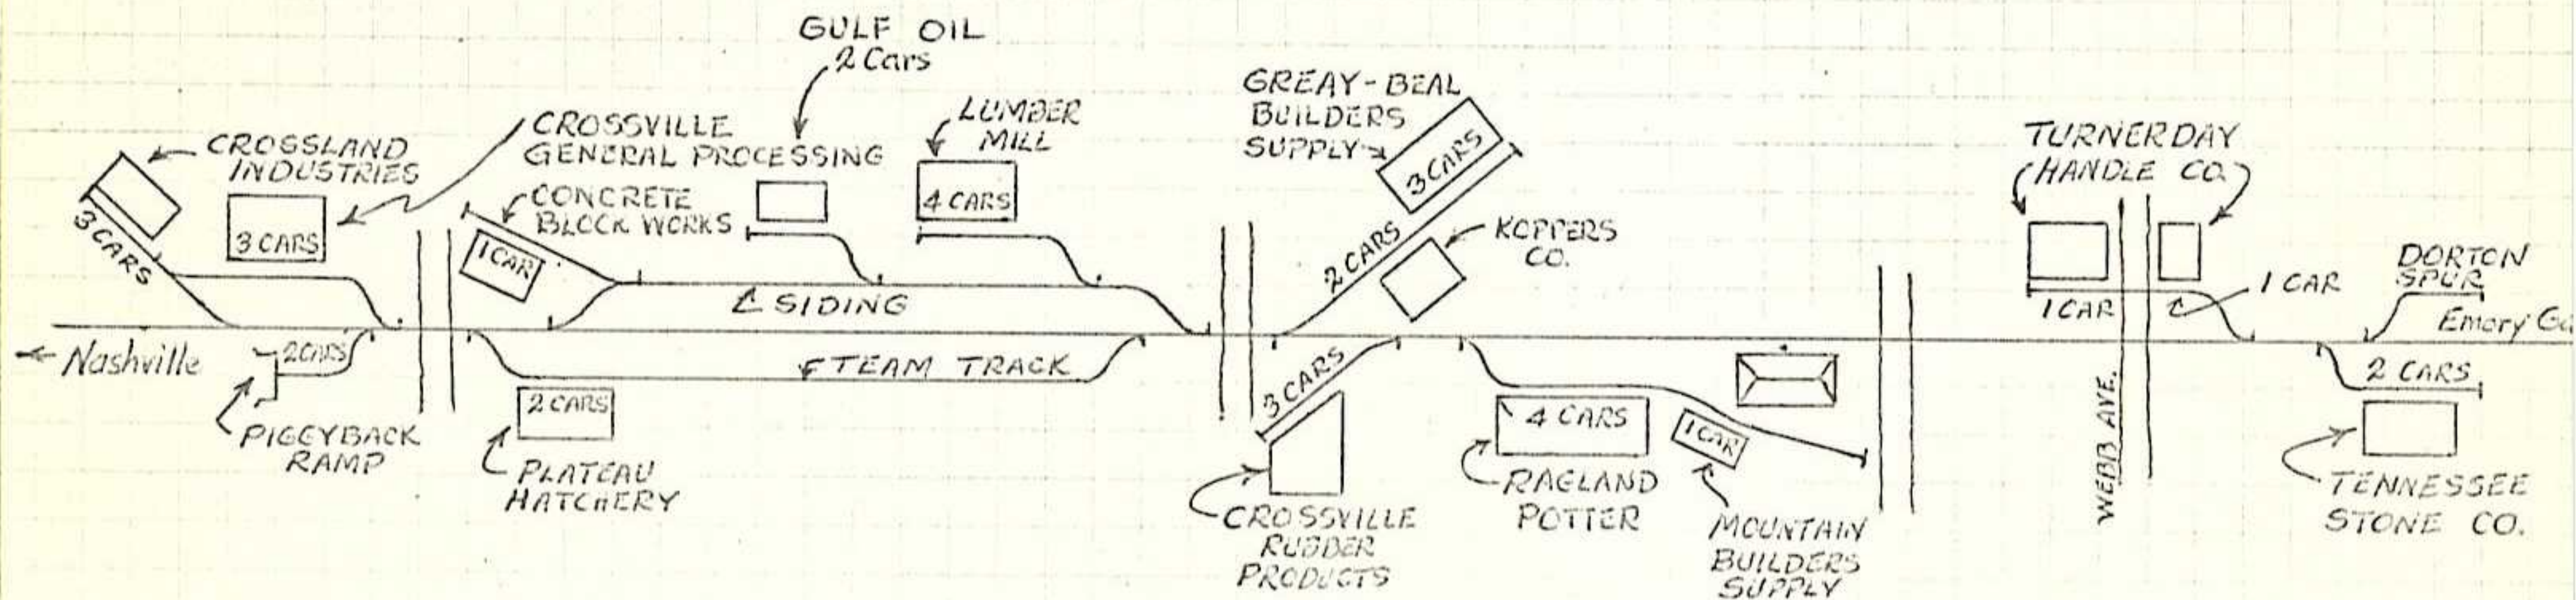 GULF OIL
2 Cars
CROSSLAND
INDUSTRIES
3 CARS
CROSSVILLE
GENERAL PROCESSING
3 CARS
CONCRETE
BLOCK WORKS
1 CAR
LUMBER
MILL
4 CARS
GREAY-BEAL
BUILDERS
SUPPLY
3 CARS
2 CARS
KOPPERS
CO.
TURNER DAY
HANDLE CO.
1 CAR
1 CAR
DORTON
SPUR
Emory Ga
SIDING
Nashville
2 CARS
PIGGYBACK
RAMP
TEAM TRACK
2 CARS
PLATEAU
HATCHERY
3 CARS
CROSSVILLE
RUBBER
PRODUCTS
4 CARS
RAGLAND
POTTER
1 CAR
MOUNTAIN
BUILDERS
SUPPLY
WEBB AVE.
2 CARS
TENNESSEE
STONE CO.